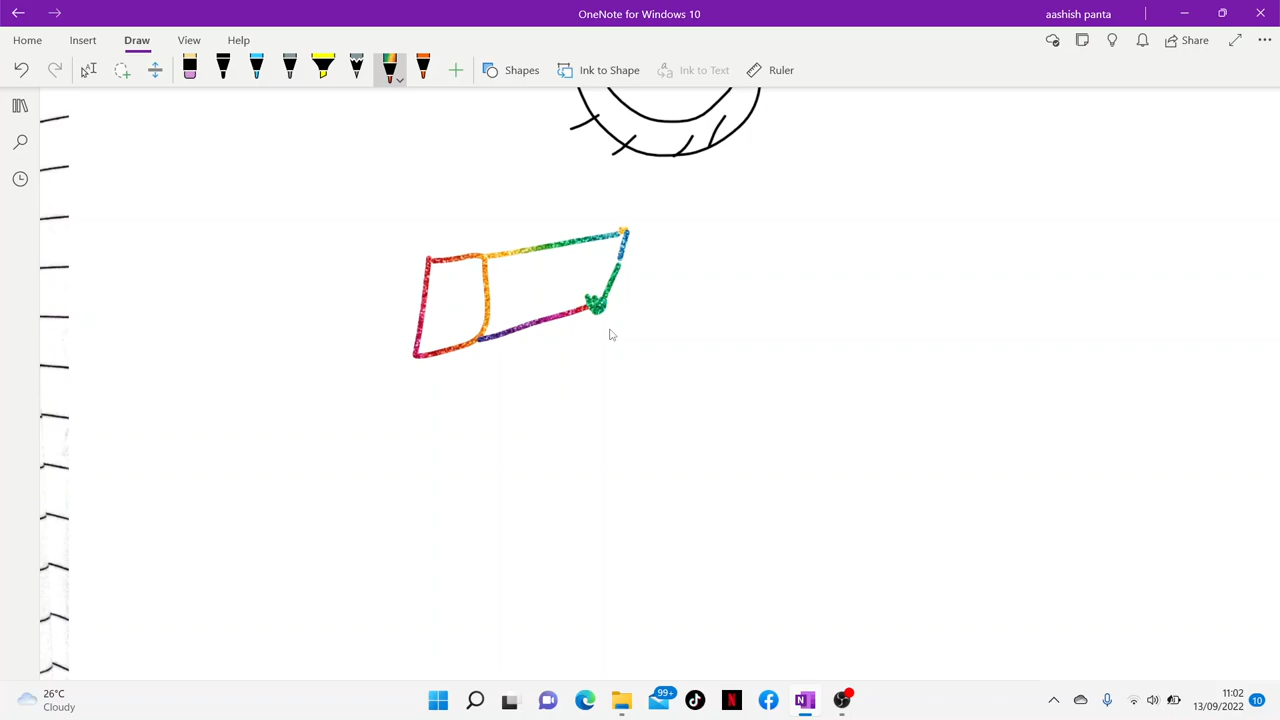 OneNote for Windows 10
aashish panta
Home
Insert
Draw
View
Help
Share
Shapes
Ink to Shape
Ink to Text
Ruler
26°C
Cloudy
99+
N
11:02
13/09/2022
10